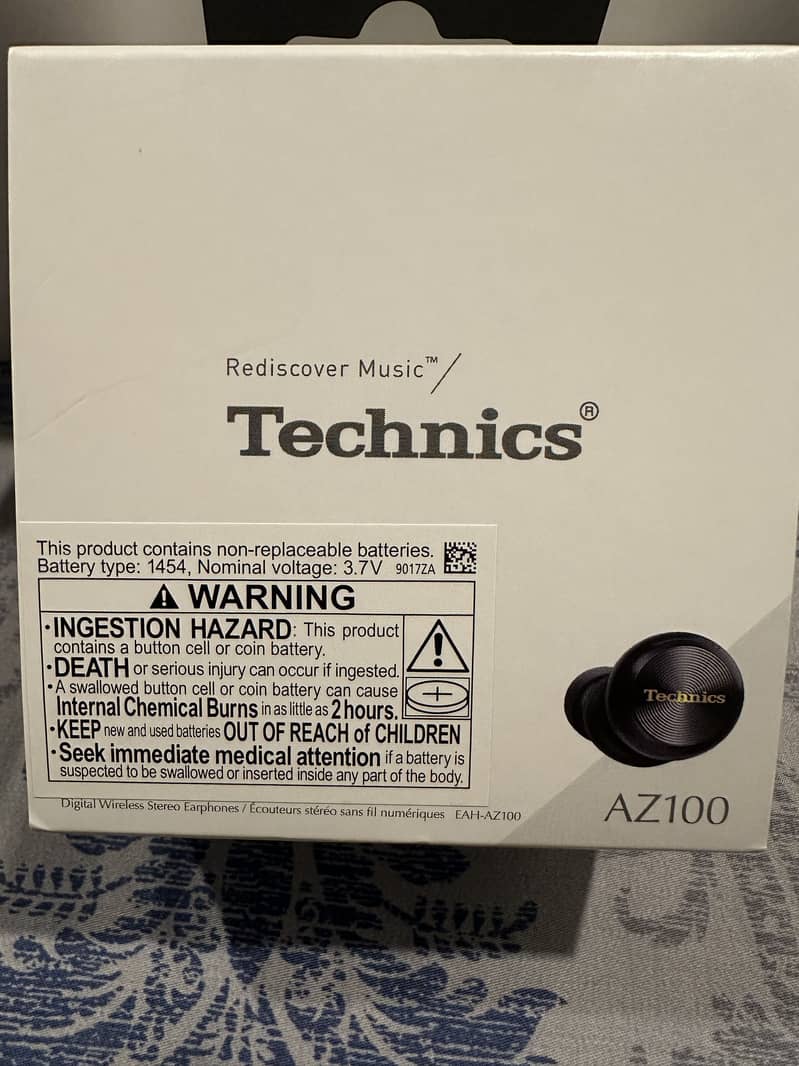 Rediscover Music™/
Technics®
This product contains non-replaceable batteries.
Battery type: 1454, Nominal voltage: 3.7V 9017ZA
⚠ WARNING
•INGESTION HAZARD: This product
contains a button cell or coin battery.
•DEATH or serious injury can occur if ingested.
•A swallowed button cell or coin battery can cause
Internal Chemical Burns in as little as 2 hours.
•KEEP new and used batteries OUT OF REACH of CHILDREN
•Seek immediate medical attention if a battery is
suspected to be swallowed or inserted inside any part of the body.
Technics
Digital Wireless Stereo Earphones / Écouteurs stéréo sans fil numériques EAH-AZ100
AZ100